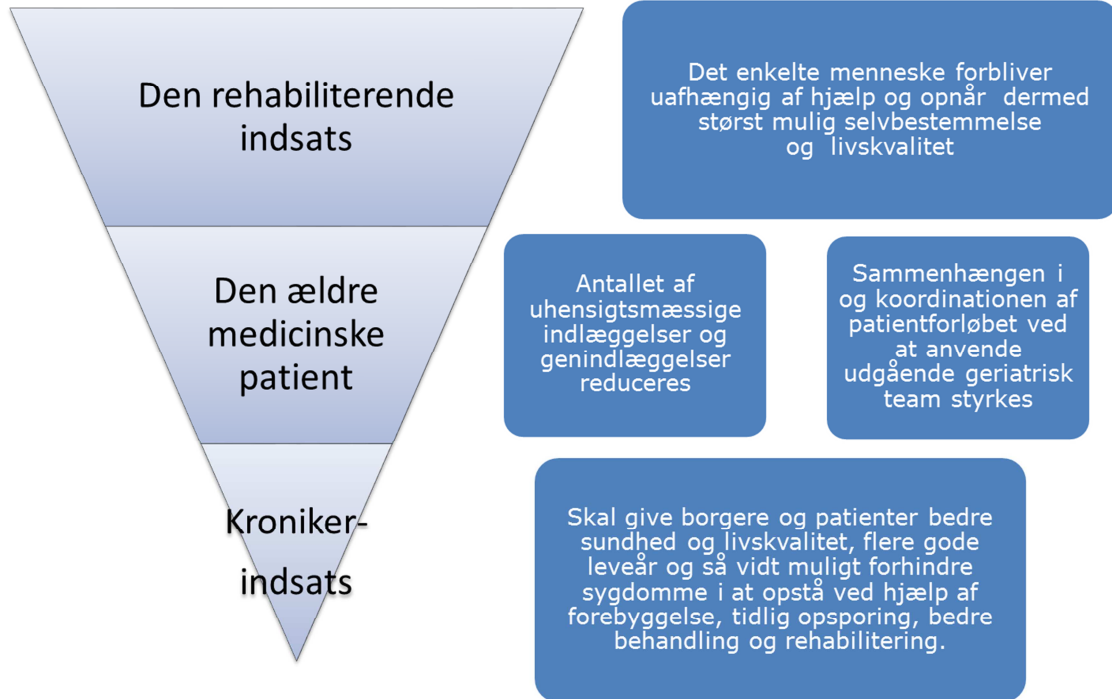 Den rehabiliterende
indsats
Det enkelte menneske forbliver
uafhængig af hjælp og opnår dermed
størst mulig selvbestemmelse
og livskvalitet
Den ældre
medicinske
patient
Antallet af
uhensigtsmæssige
indlæggelser og
genindlæggelser
reduceres
Sammenhængen i
og koordinationen af
patientforløbet ved
at anvende
udgående geriatrisk
team styrkes
Kroniker-
indsats
Skal give borgere og patienter bedre
sundhed og livskvalitet, flere gode
leveår og så vidt muligt forhindre
sygdomme i at opstå ved hjælp af
forebyggelse, tidlig opsporing, bedre
behandling og rehabilitering.